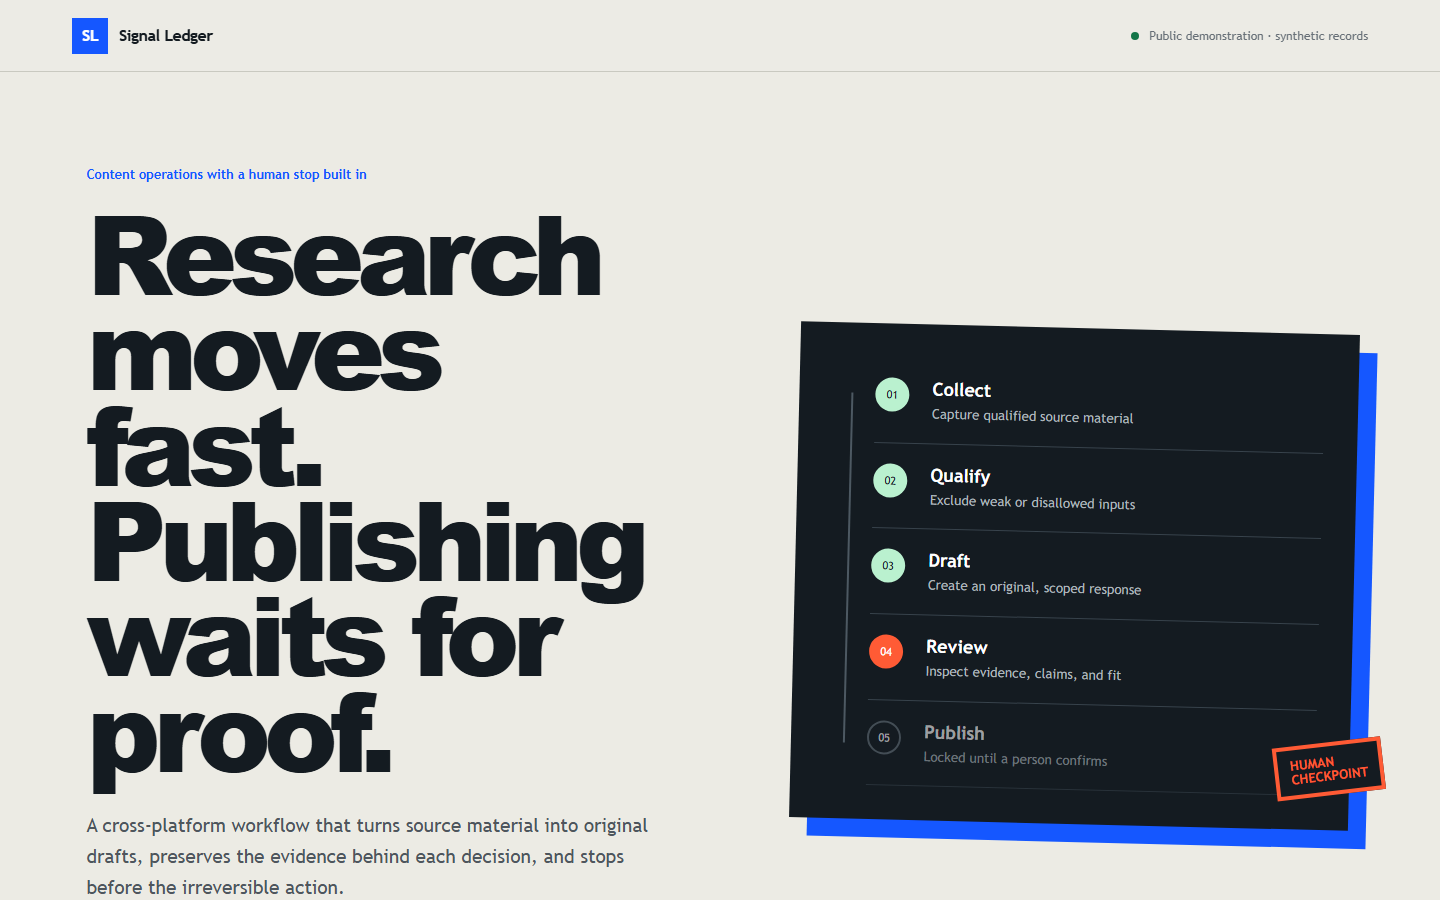 SL Signal Ledger
Public demonstration · synthetic records
Content operations with a human stop built in
Research
moves
fast.
Publishing
waits for
proof.
A cross-platform workflow that turns source material into original
drafts, preserves the evidence behind each decision, and stops
before the irreversible action.
01 Collect
Capture qualified source material
02 Qualify
Exclude weak or disallowed inputs
03 Draft
Create an original, scoped response
04 Review
Inspect evidence, claims, and fit
05 Publish
Locked until a person confirms
HUMAN
CHECKPOINT